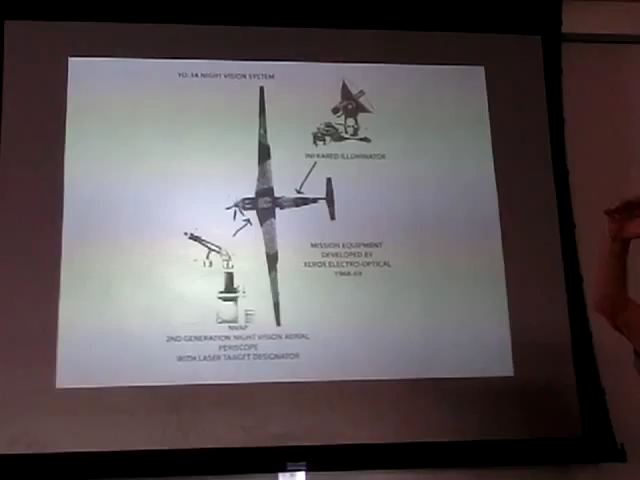 YO-3A NIGHT VISION SYSTEM
INFRARED ILLUMINATOR
MISSION EQUIPMENT
DEVELOPED BY
XEROX ELECTRO-OPTICAL
1968-69
NVAP
2ND GENERATION NIGHT VISION AERIAL
PERISCOPE
WITH LASER TARGET DESIGNATOR